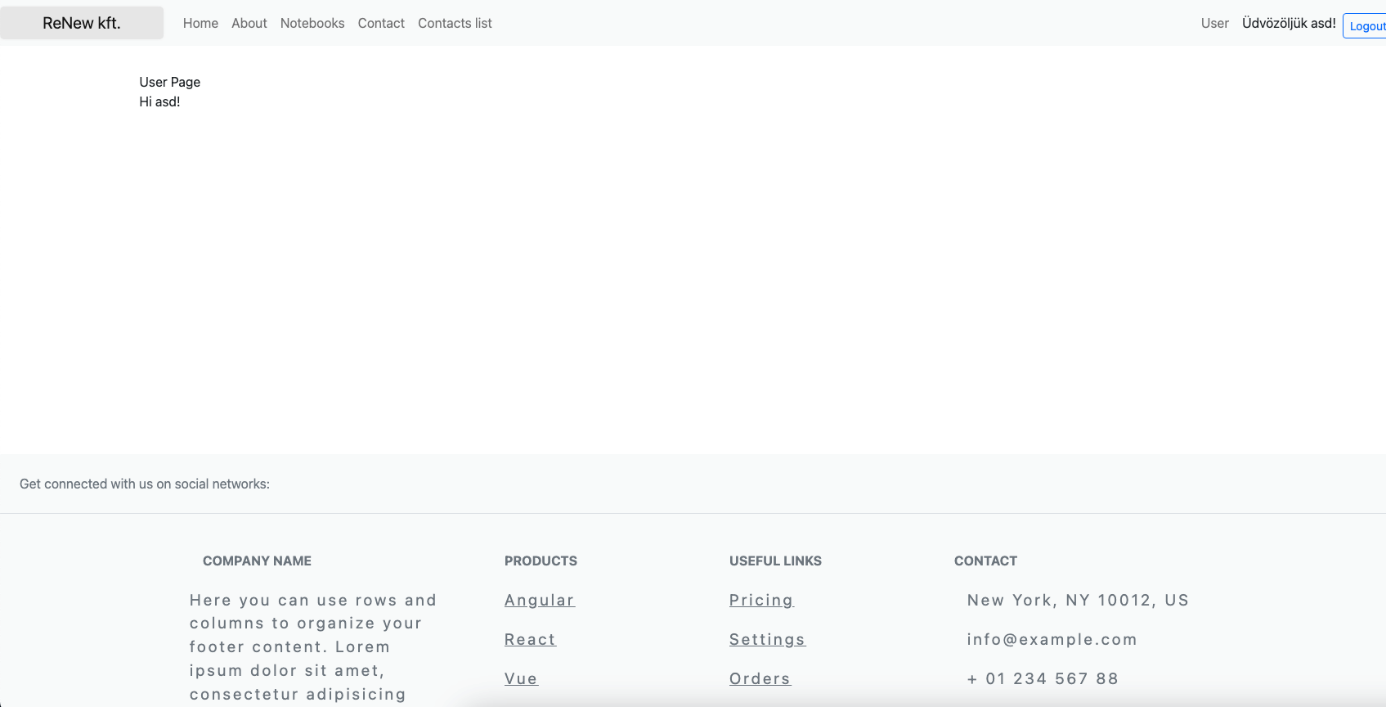 ReNew kft. Home About Notebooks Contact Contacts list User Üdvözöljük asd! Logout
User Page
Hi asd!
Get connected with us on social networks:
COMPANY NAME
Here you can use rows and
columns to organize your
footer content. Lorem
ipsum dolor sit amet,
consectetur adipisicing
PRODUCTS
Angular
React
Vue
USEFUL LINKS
Pricing
Settings
Orders
CONTACT
New York, NY 10012, US
info@example.com
+ 01 234 567 88